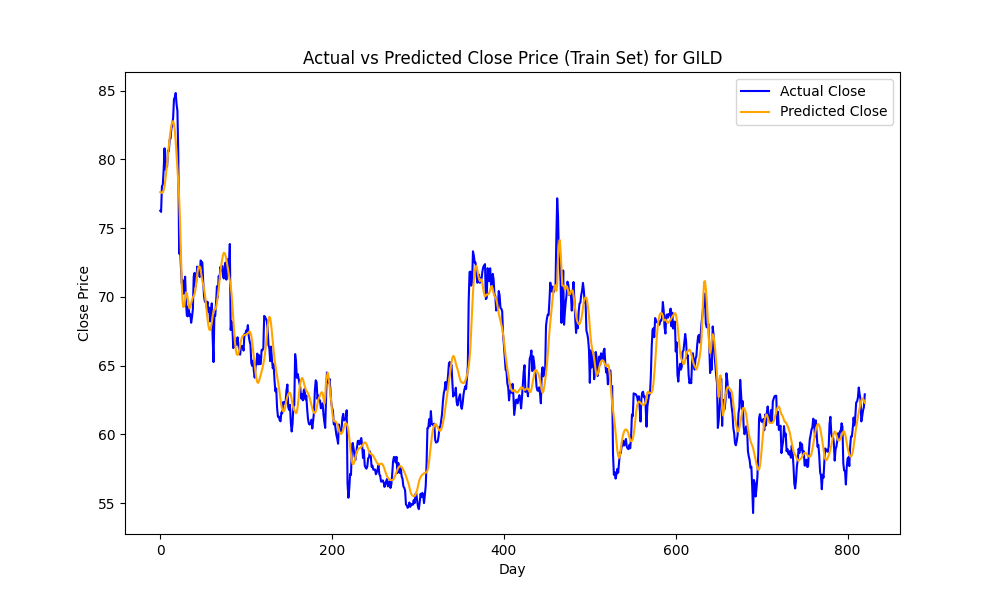 Actual vs Predicted Close Price (Train Set) for GILD
Actual Close
Predicted Close
Close Price
85
80
75
70
65
60
55
0 200 400 600 800
Day